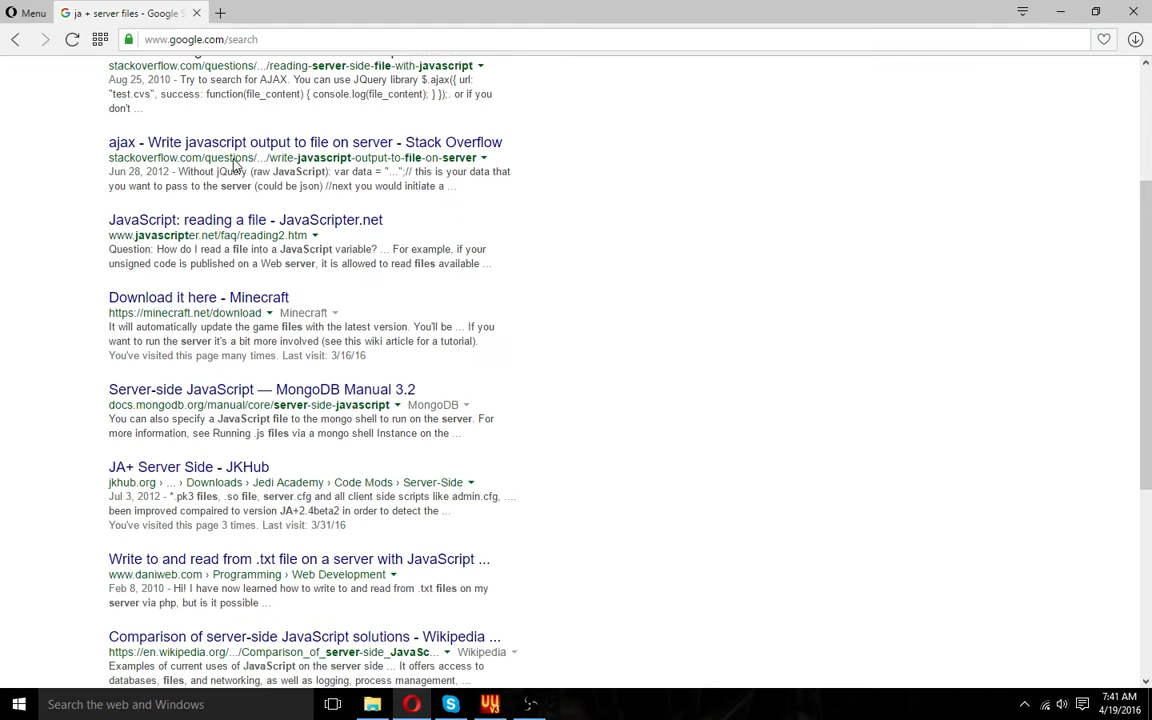 Menu
ja + server files - Google S
www.google.com/search
stackoverflow.com/questions/.../reading-server-side-file-with-javascript
Aug 25, 2010 - Try to search for AJAX. You can use JQuery library $.ajax({ url:
"test.cvs", success: function(file_content) { console.log(file_content); } });. or if you
don't ...
ajax - Write javascript output to file on server - Stack Overflow
stackoverflow.com/questions/.../write-javascript-output-to-file-on-server
Jun 28, 2012 - Without jQuery (raw JavaScript): var data = "...";// this is your data that
you want to pass to the server (could be json) //next you would initiate a ...
JavaScript: reading a file - JavaScripter.net
www.javascripter.net/faq/reading2.htm
Question: How do I read a file into a JavaScript variable? ... For example, if your
unsigned code is published on a Web server, it is allowed to read files available ...
Download it here - Minecraft
https://minecraft.net/download Minecraft
It will automatically update the game files with the latest version. You'll be ... If you
want to run the server it's a bit more involved (see this wiki article for a tutorial).
You've visited this page many times. Last visit: 3/16/16
Server-side JavaScript — MongoDB Manual 3.2
docs.mongodb.org/manual/core/server-side-javascript MongoDB
You can also specify a JavaScript file to the mongo shell to run on the server. For
more information, see Running .js files via a mongo shell Instance on the ...
JA+ Server Side - JKHub
jkhub.org › ... › Downloads › Jedi Academy › Code Mods › Server-Side
Jul 3, 2012 - *.pk3 files, .so file, server.cfg and all client side scripts like admin.cfg, ....
been improved compaired to version JA+2.4beta2 in order to detect the ...
You've visited this page 3 times. Last visit: 3/31/16
Write to and read from .txt file on a server with JavaScript ...
www.daniweb.com › Programming › Web Development
Feb 8, 2010 - Hi! I have now learned how to write to and read from .txt files on my
server via php, but is it possible ...
Comparison of server-side JavaScript solutions - Wikipedia ...
https://en.wikipedia.org/.../Comparison_of_server-side_JavaSc... Wikipedia
Examples of current uses of JavaScript on the server side ... It offers access to
databases, files, and networking, as well as logging, process management, ...
Search the web and Windows
7:41 AM
4/19/2016